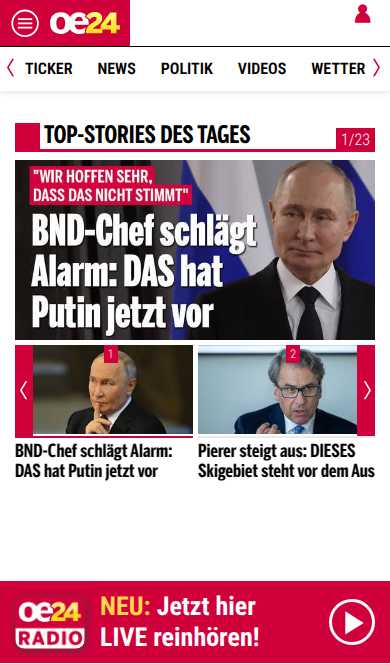 oe24
TICKER NEWS POLITIK VIDEOS WETTER
TOP-STORIES DES TAGES
1/23
"WIR HOFFEN SEHR,
DASS DAS NICHT STIMMT"
BND-Chef schlägt
Alarm: DAS hat
Putin jetzt vor
1
2
BND-Chef schlägt Alarm:
DAS hat Putin jetzt vor
Pierer steigt aus: DIESES
Skigebiet steht vor dem Aus
oe24
RADIO
NEU: Jetzt hier
LIVE reinhören!